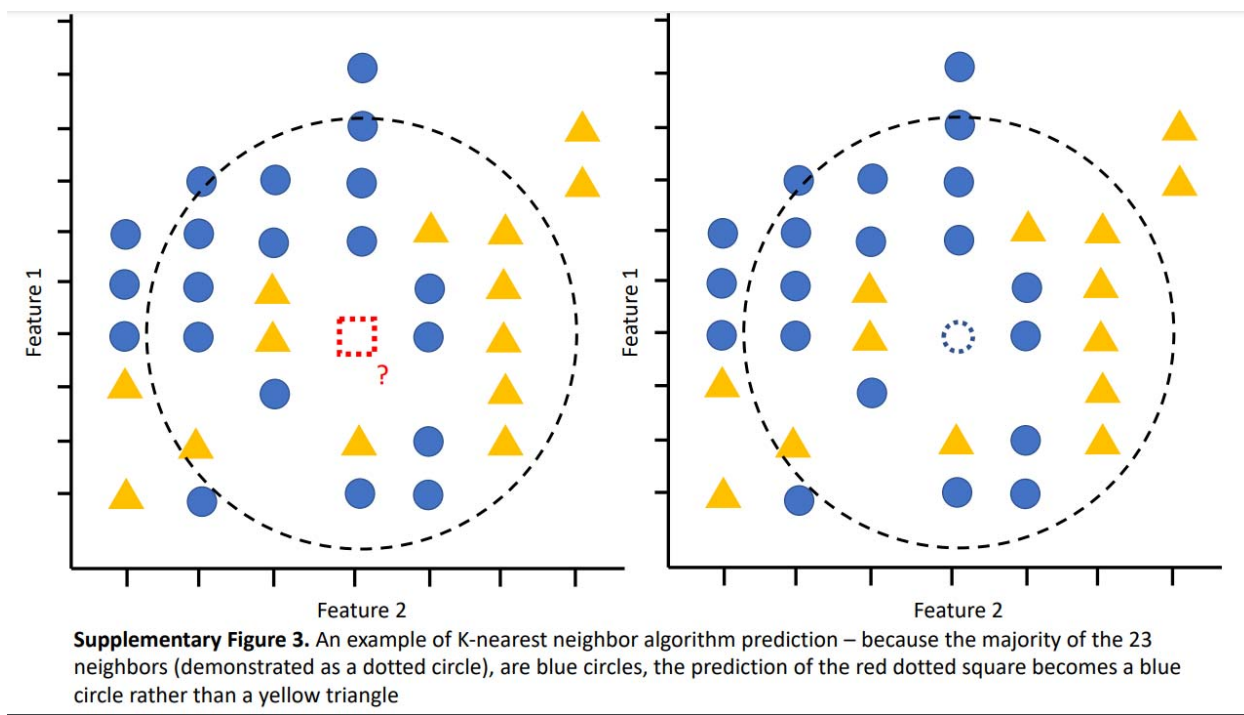 Feature 1
?
Feature 2
Feature 1
Feature 2
Supplementary Figure 3. An example of K-nearest neighbor algorithm prediction – because the majority of the 23
neighbors (demonstrated as a dotted circle), are blue circles, the prediction of the red dotted square becomes a blue
circle rather than a yellow triangle